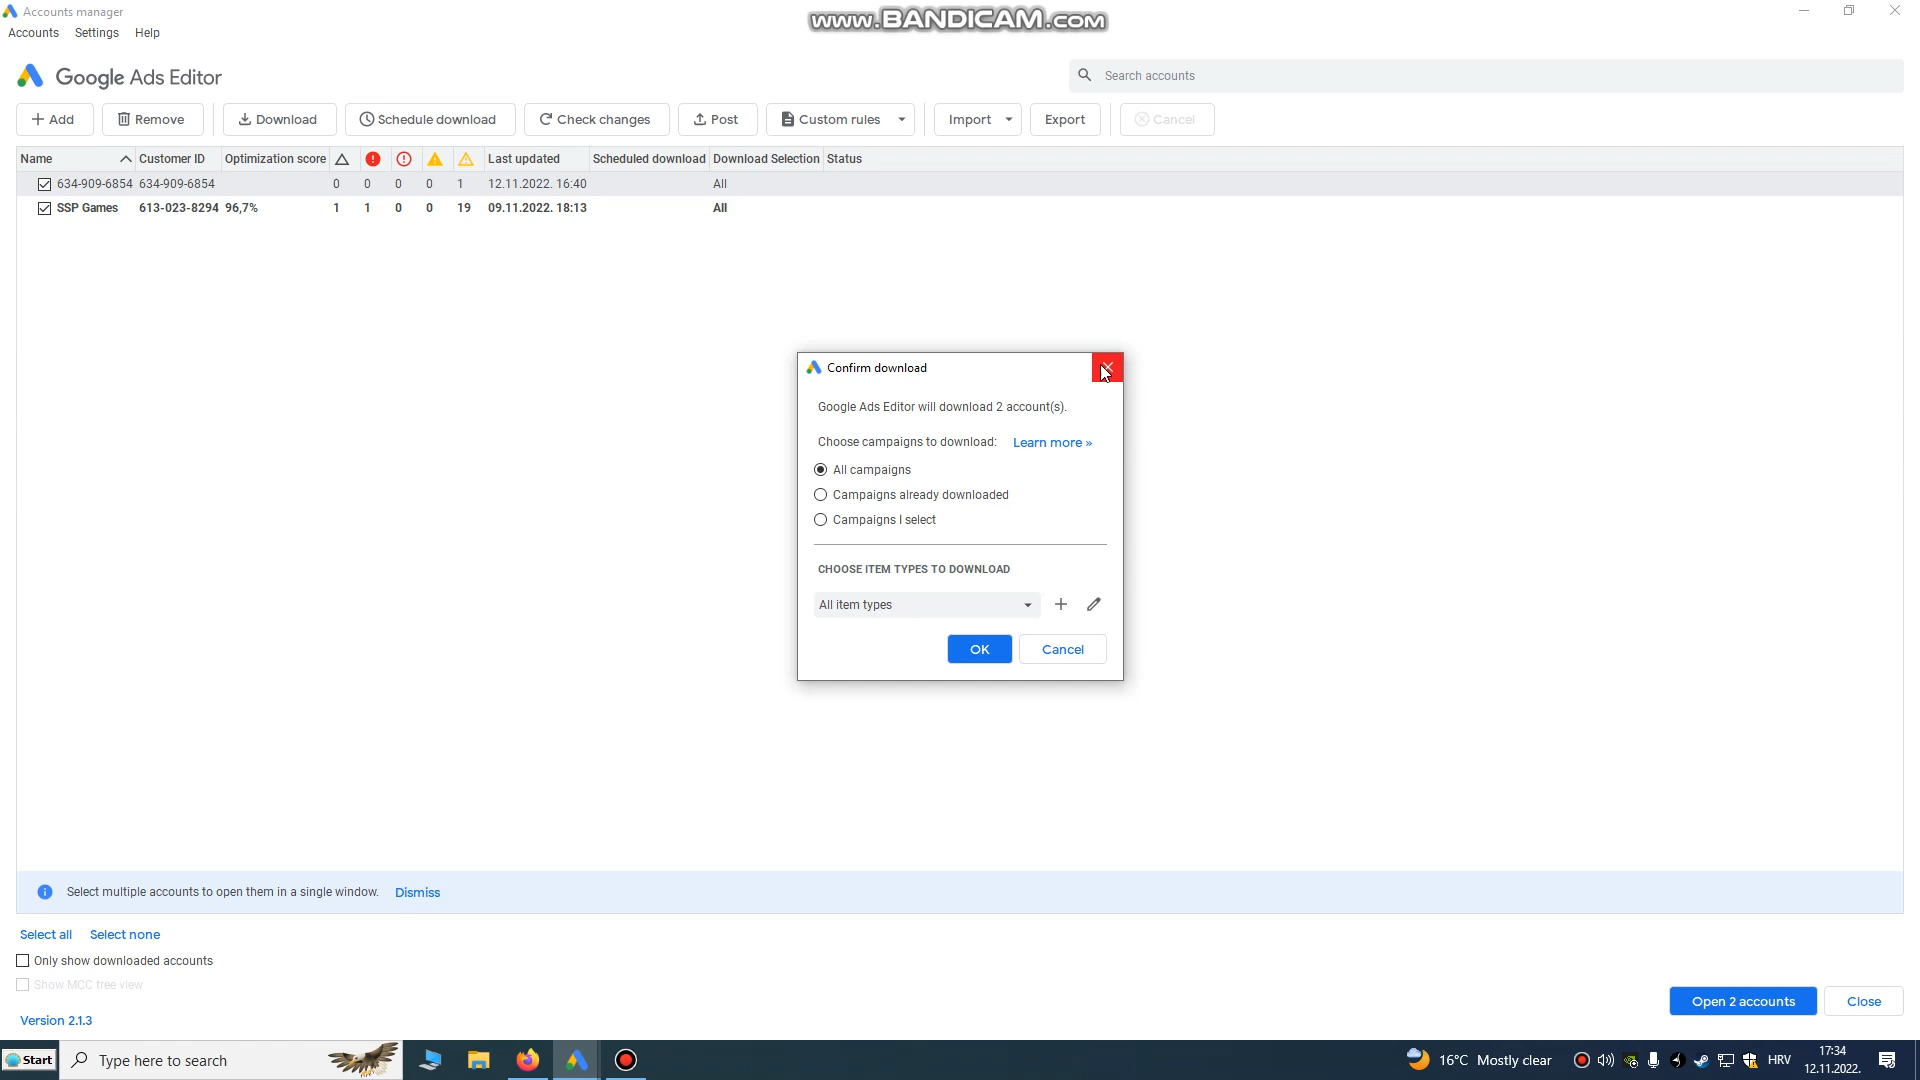 Accounts manager
www.BANDICAM.com
Accounts Settings Help
Google Ads Editor
Search accounts
Add Remove Download Schedule download Check changes Post Custom rules Import Export Cancel
Name Customer ID Optimization score Last updated Scheduled download Download Selection Status
634-909-6854 634-909-6854 0 0 0 0 1 12.11.2022. 16:40 All
SSP Games 613-023-8294 96,7% 1 1 0 0 19 09.11.2022. 18:13 All
Confirm download
Google Ads Editor will download 2 account(s).
Choose campaigns to download: Learn more »
All campaigns
Campaigns already downloaded
Campaigns I select
CHOOSE ITEM TYPES TO DOWNLOAD
All item types
OK Cancel
Select multiple accounts to open them in a single window. Dismiss
Select all Select none
Only show downloaded accounts
Show MCC tree view
Open 2 accounts Close
Version 2.1.3
Start Type here to search 16°C Mostly clear HRV 17:34
12.11.2022.